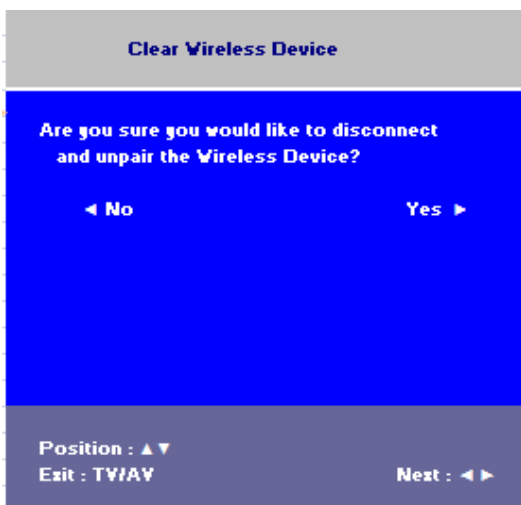 Clear Wireless Device
Are you sure you would like to disconnect
and unpair the Wireless Device?
◄ No Yes ►
Position : ▲▼
Exit : TV/AV Next : ◄ ►